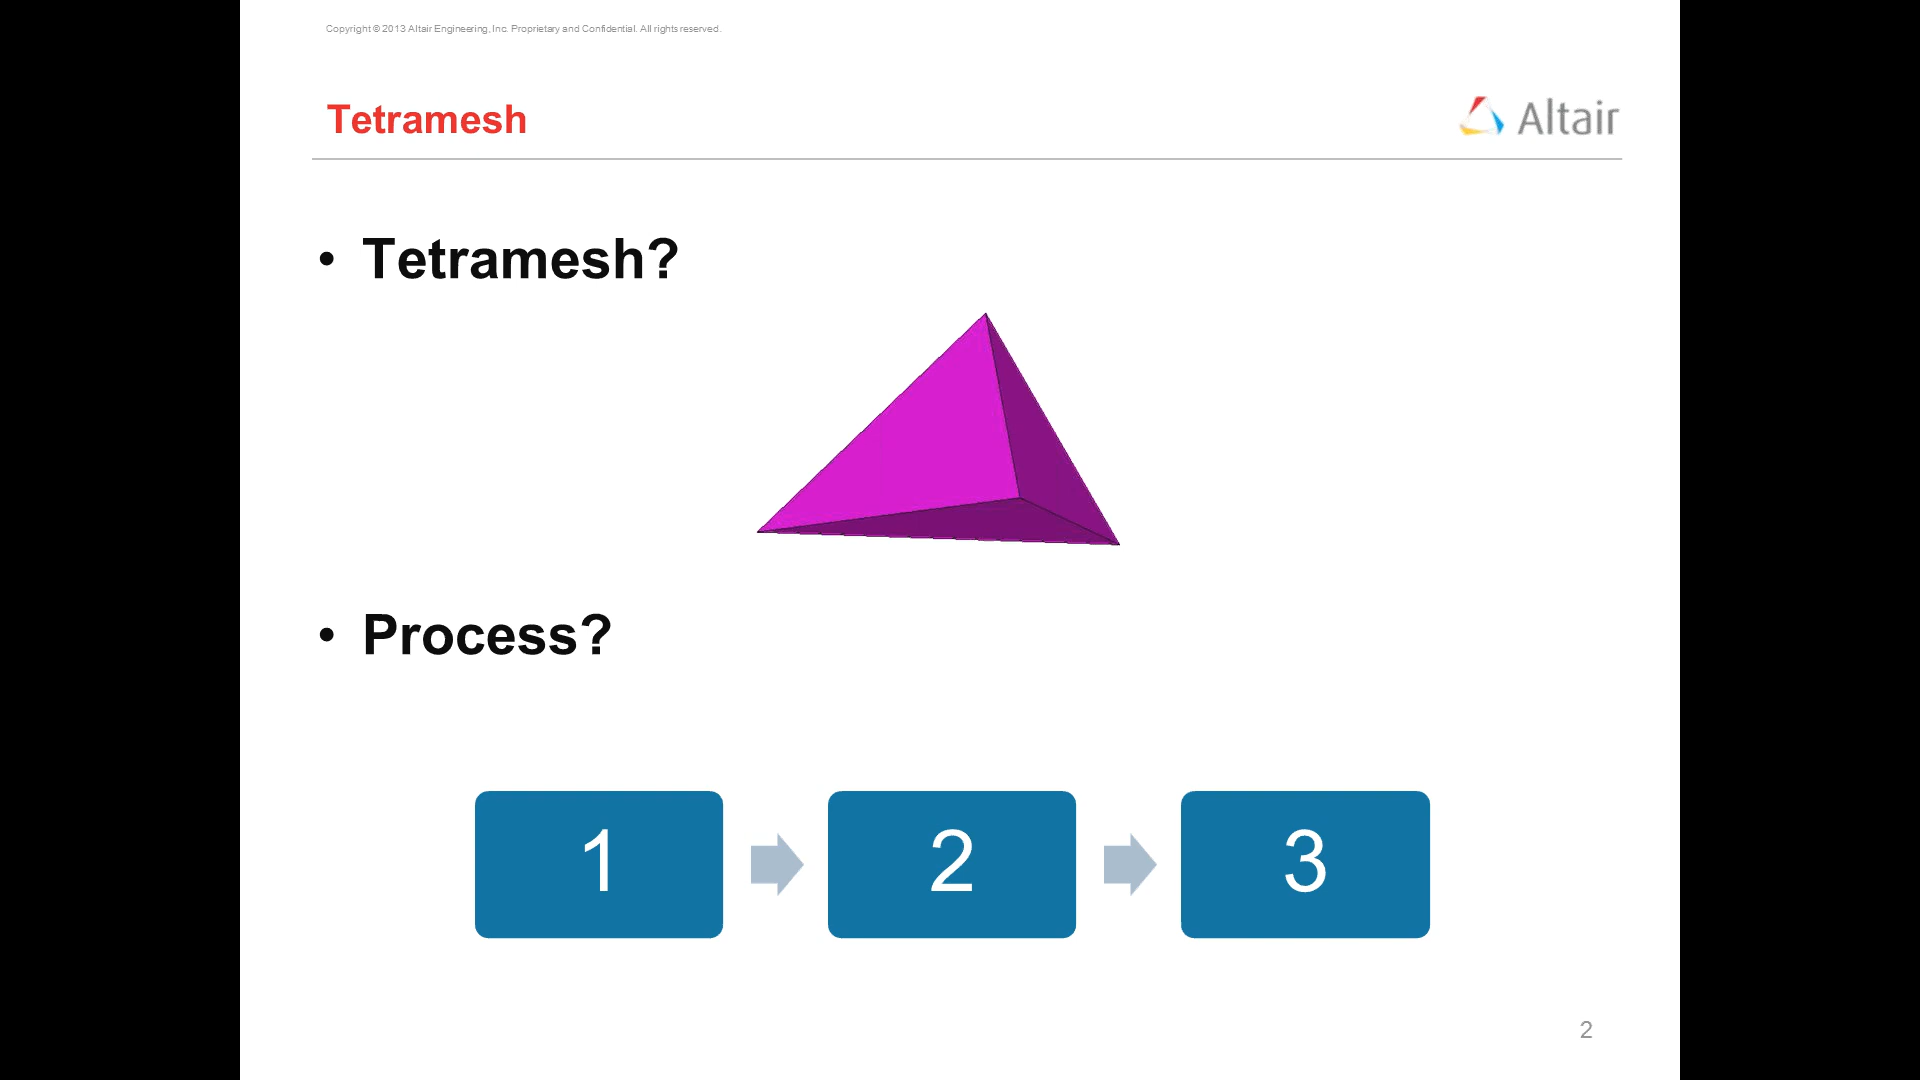 Copyright © 2013 Altair Engineering, Inc. Proprietary and Confidential. All rights reserved.
Tetramesh
Altair
• Tetramesh?
• Process?
1
2
3
2